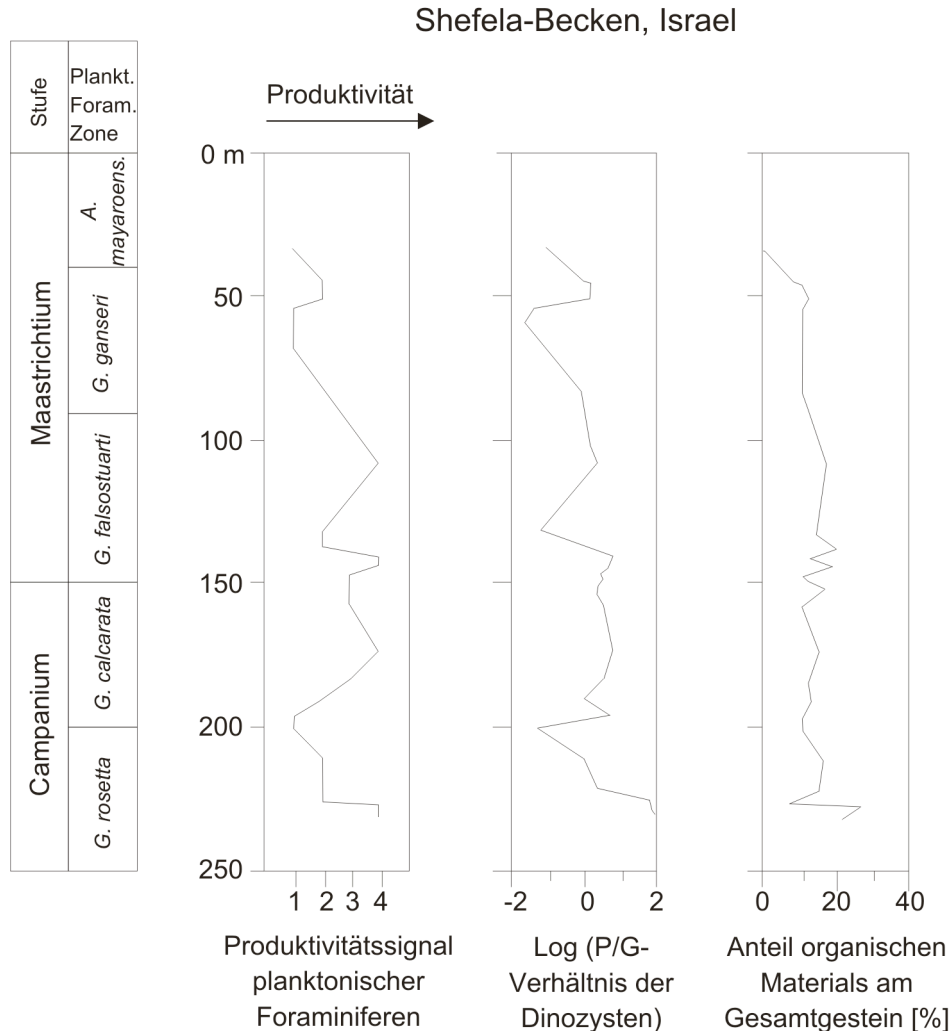 Shefela-Becken, Israel
Stufe
Plankt.
Foram.
Zone
Produktivität
Maastrichtium
Campanium
A.
mayaroens.
G. ganseri
G. falsostuarti
G. calcarata
G. rosetta
0 m
50
100
150
200
250
1 2 3 4
-2 0 2
0 20 40
Produktivitätssignal
planktonischer
Foraminiferen
Log (P/G-
Verhältnis der
Dinozysten)
Anteil organischen
Materials am
Gesamtgestein [%]